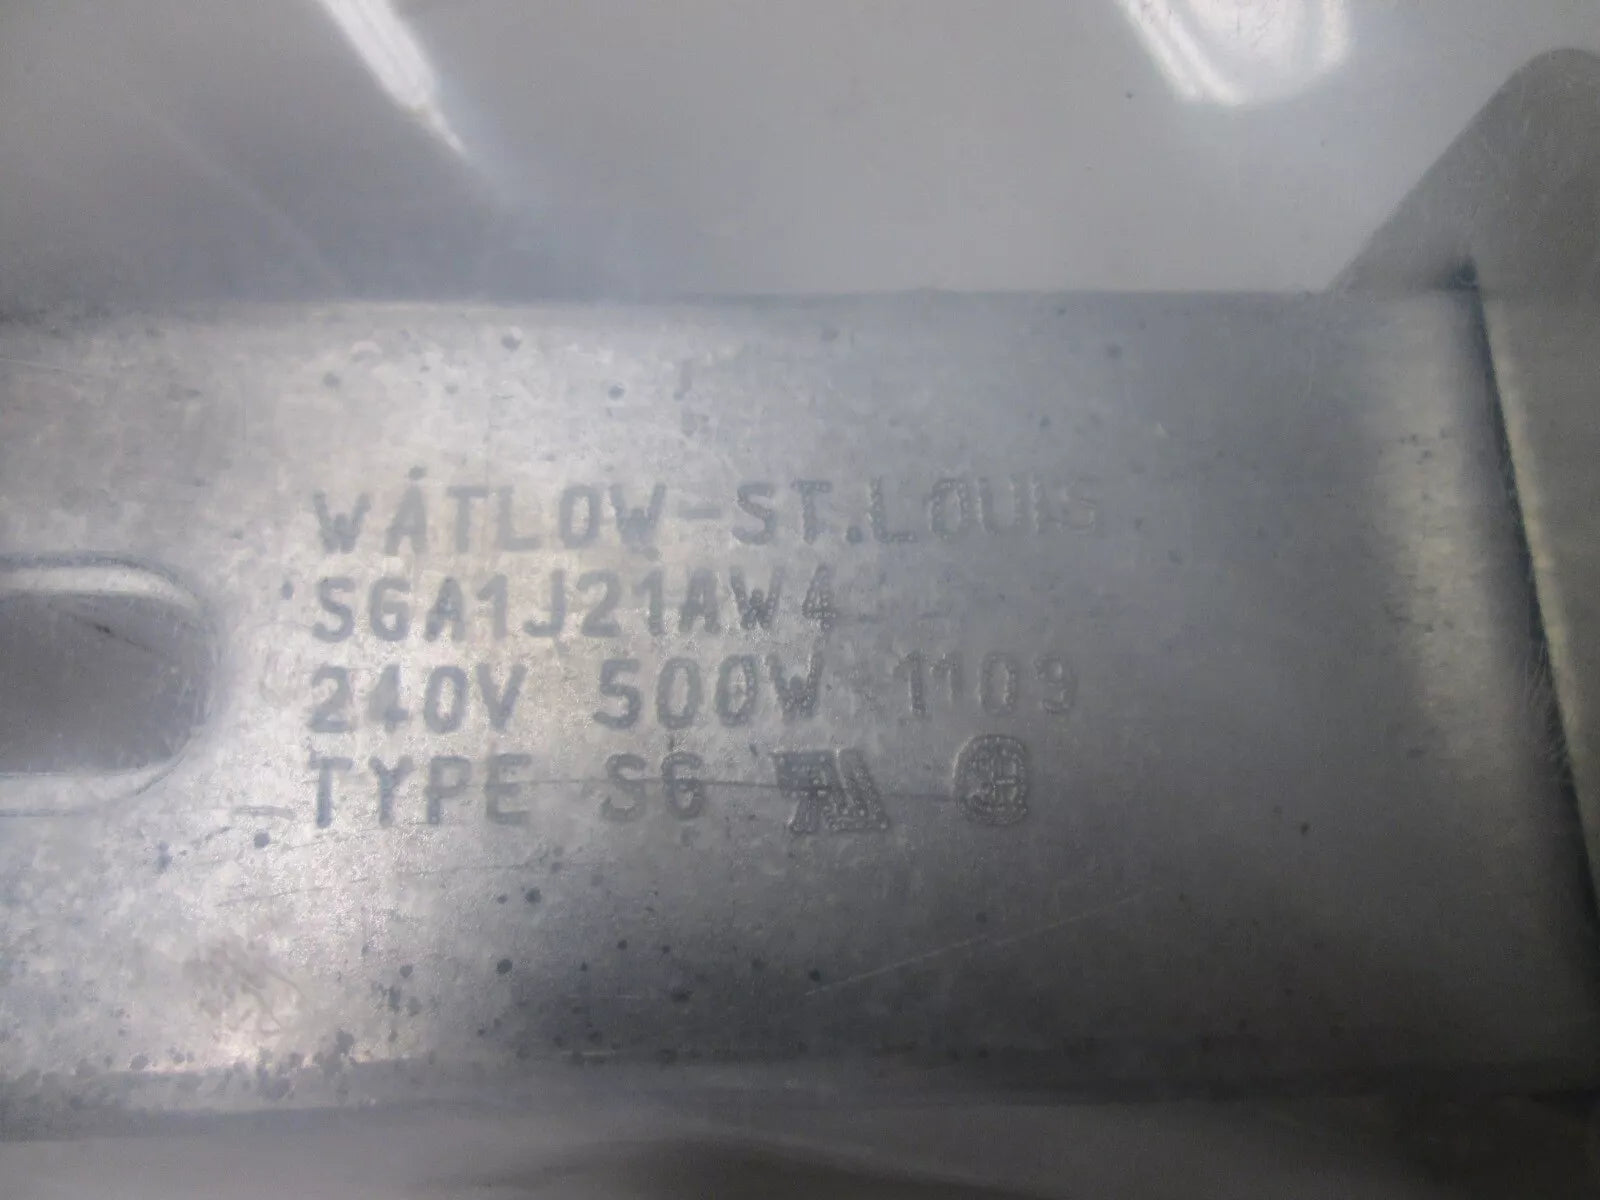 WATLOW-ST.LOUIS
SGA1J21AW4
240V 500W 1109
TYPE SG